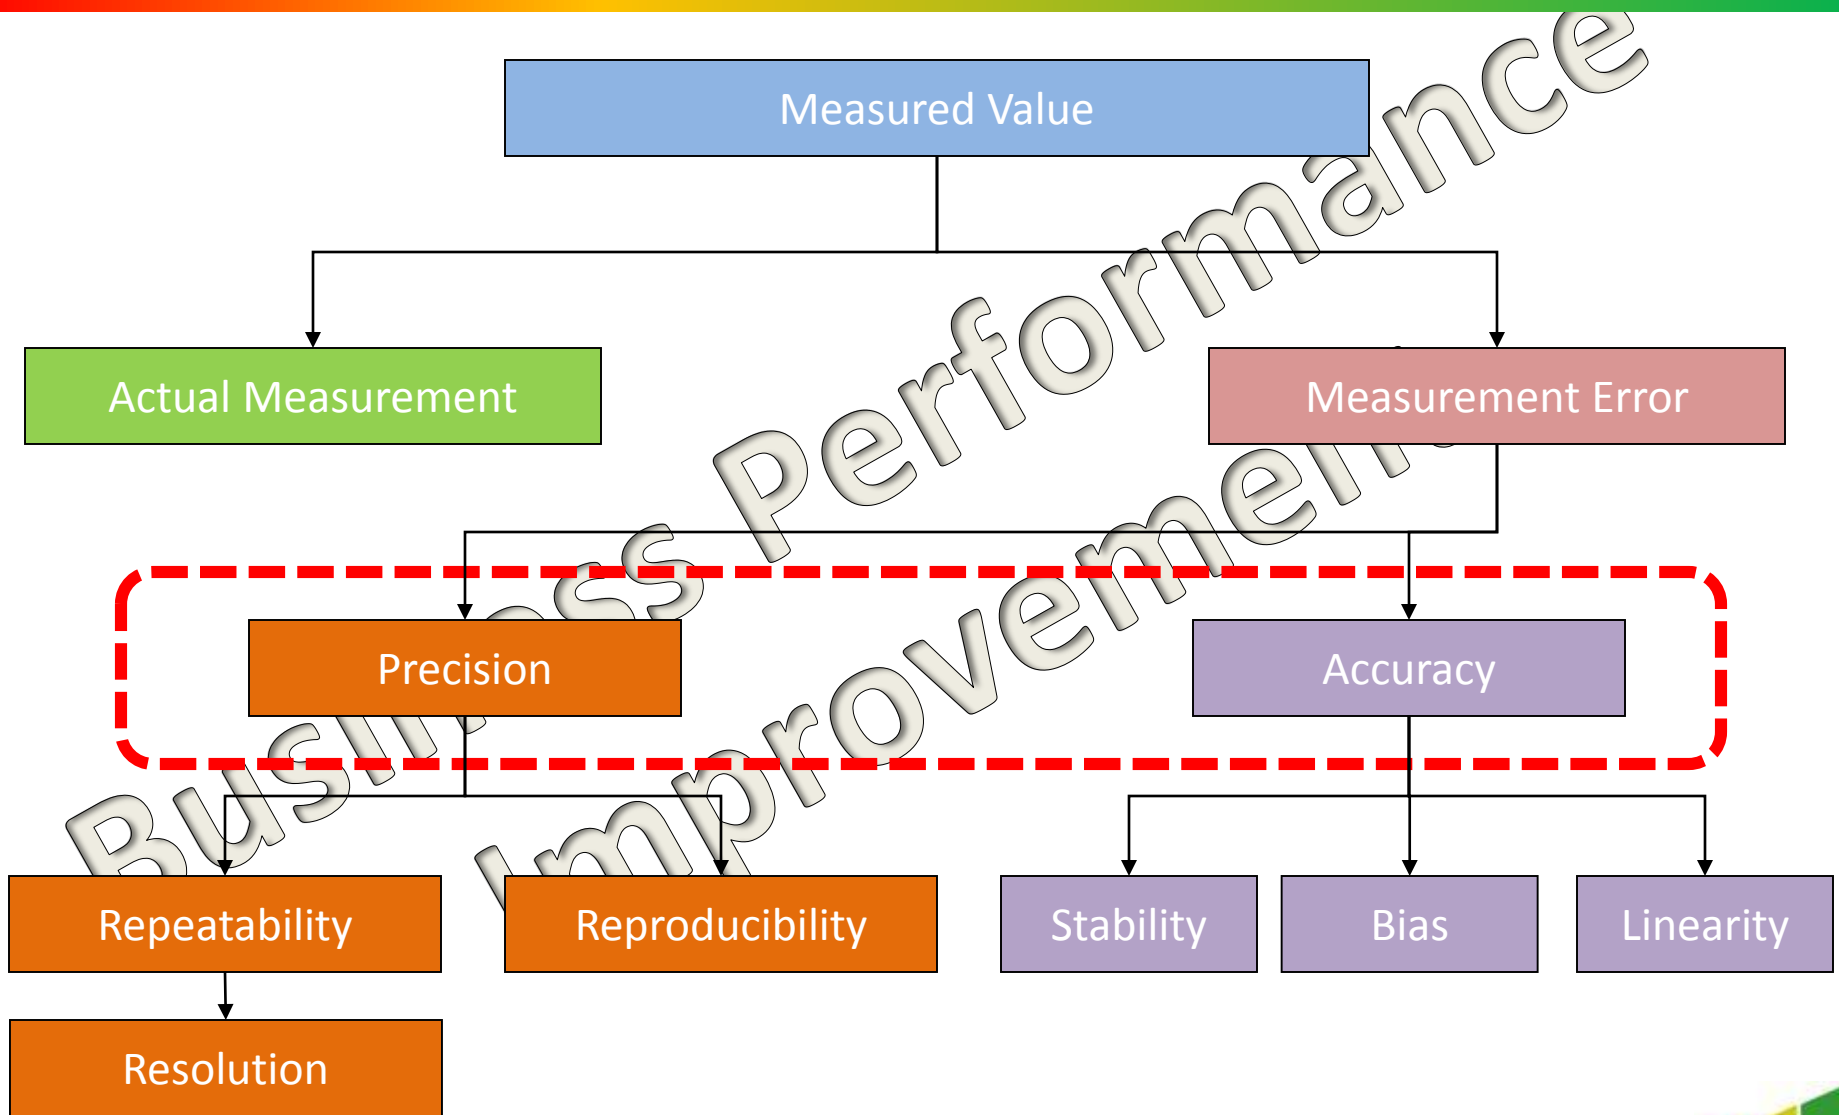 Measured Value
Actual Measurement
Measurement Error
Precision
Accuracy
Repeatability
Reproducibility
Stability
Bias
Linearity
Resolution
Business Performance
Improvement